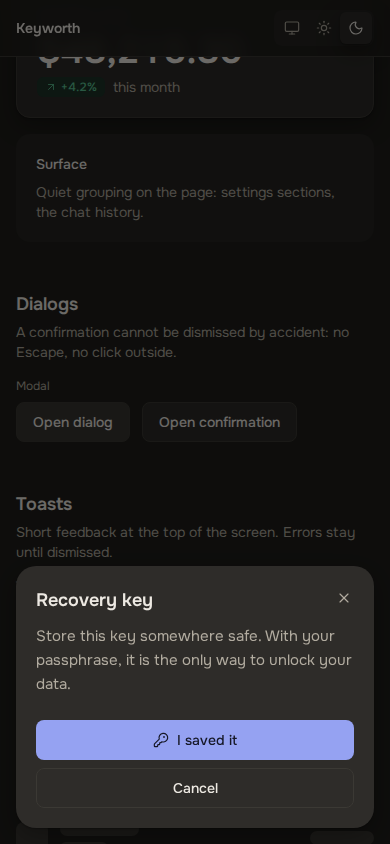 Keyworth
+4.2% this month
Surface
Quiet grouping on the page: settings sections,
the chat history.
Dialogs
A confirmation cannot be dismissed by accident: no
Escape, no click outside.
Modal
Open dialog
Open confirmation
Toasts
Short feedback at the top of the screen. Errors stay
until dismissed.
Recovery key
Store this key somewhere safe. With your
passphrase, it is the only way to unlock your
data.
I saved it
Cancel